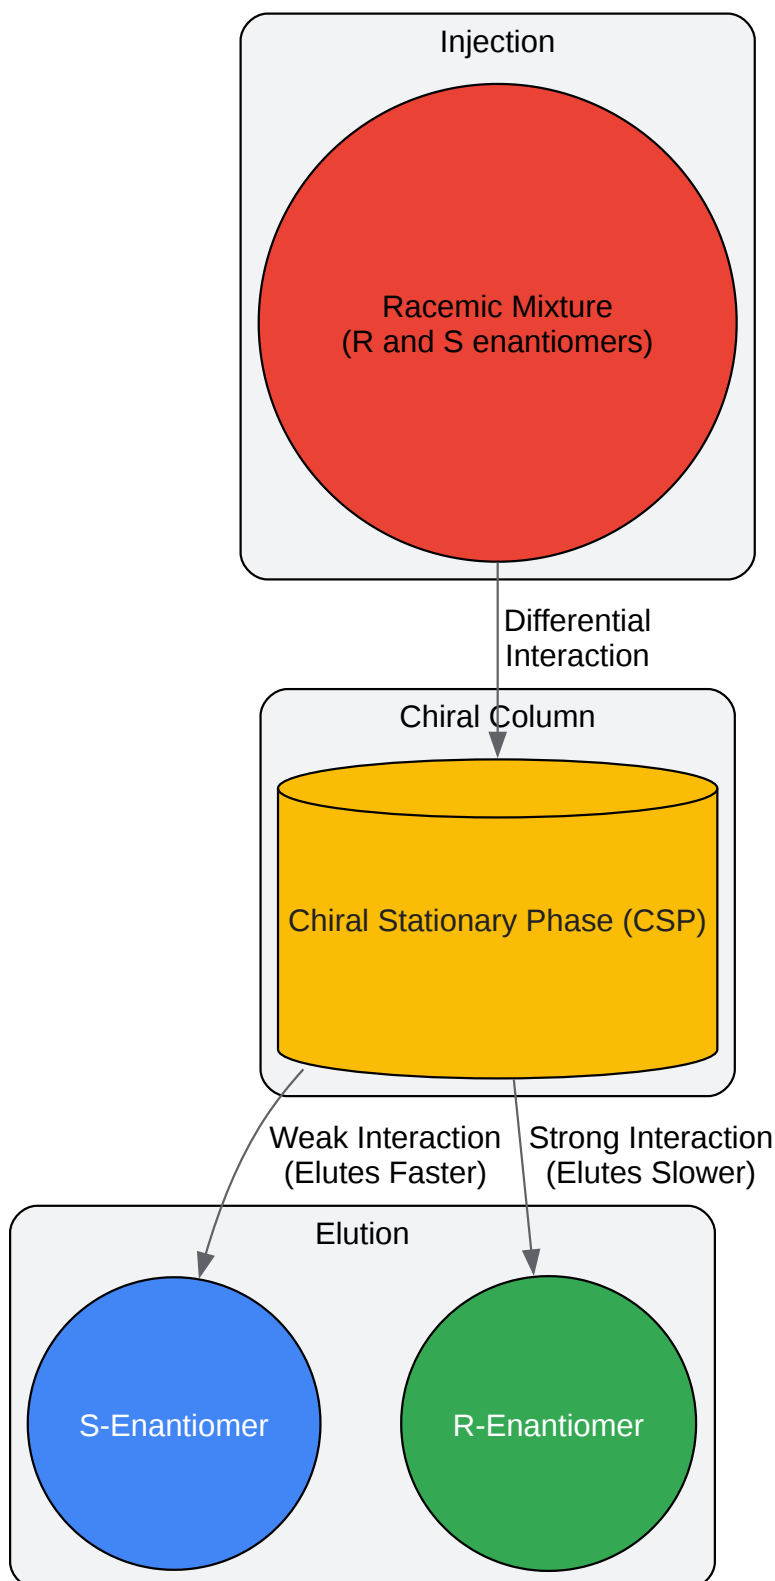 Injection
Racemic Mixture
(R and S enantiomers)
Differential
Interaction
Chiral Column
Chiral Stationary Phase (CSP)
Weak Interaction
(Elutes Faster)
Strong Interaction
(Elutes Slower)
Elution
S-Enantiomer
R-Enantiomer